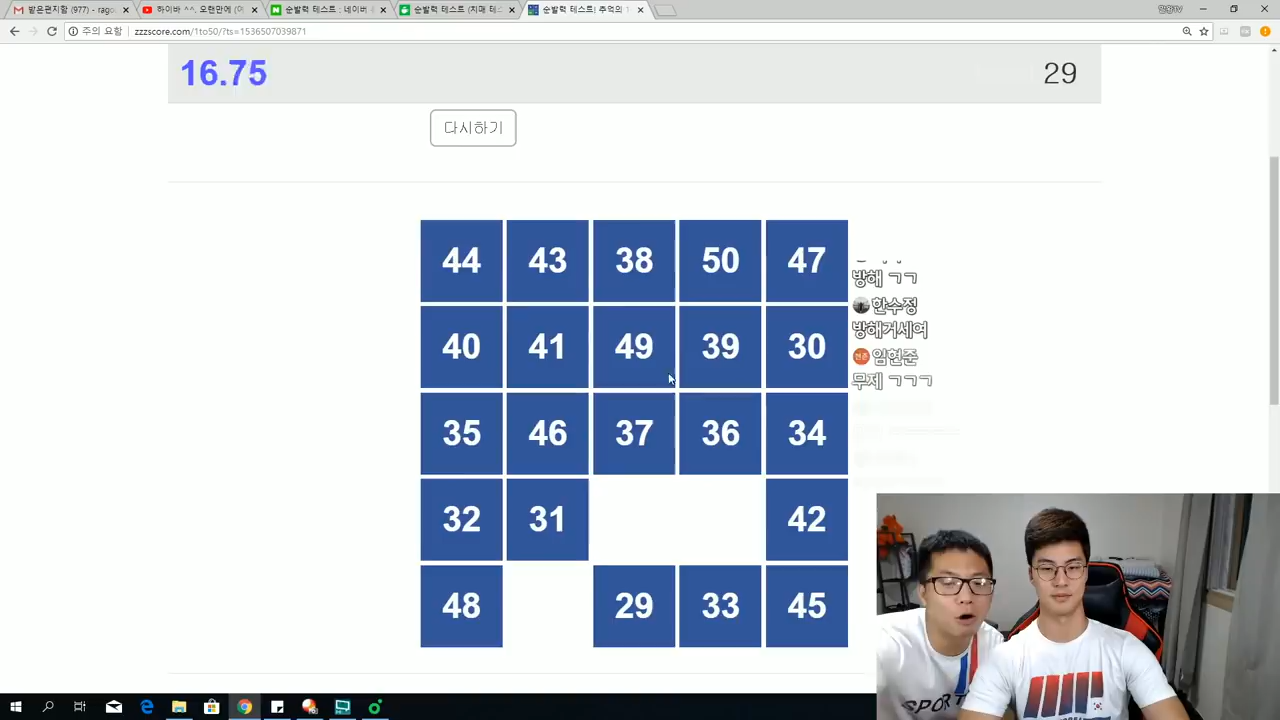 받은편지함 (977) - rago
하이바 ^^. 오랜만에 (이
순발력 테스트 : 네이버
순발력 테스트 (치매 테스
순발력 테스트| 추억의 1
주의 요함
zzzscore.com/1to50/?ts=1536507039871
16.75
29
다시하기
44 43 38 50 47
40 41 49 39 30
35 46 37 36 34
32 31 42
48 29 33 45
방해 ㄱㄱ
한수정
방해거세여
현준 임현준
무제 ㄱㄱㄱ
SPORT